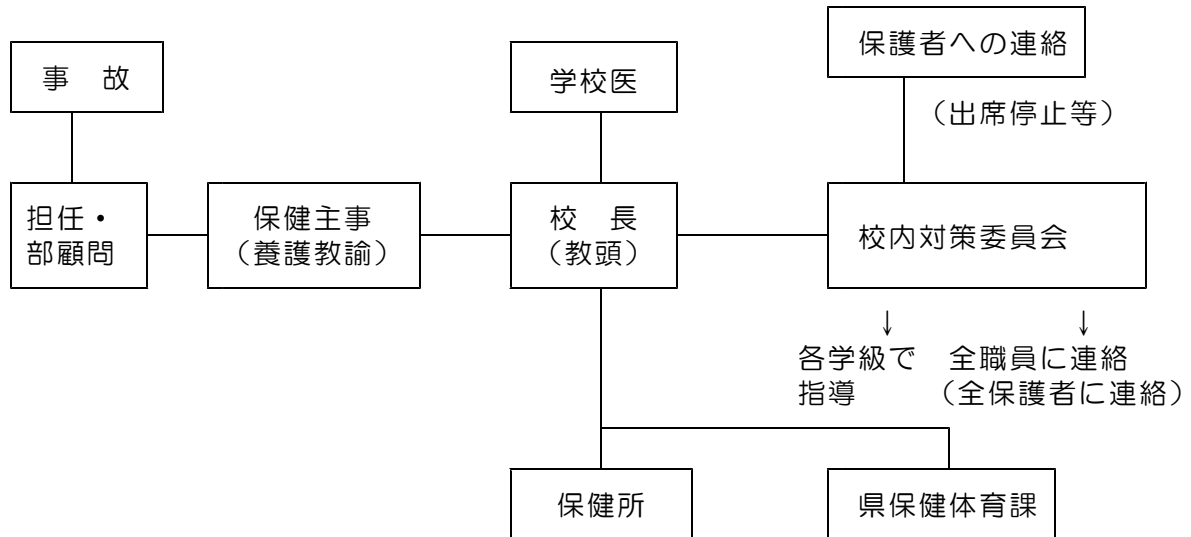 保護者への連絡
事　故
学校医
（出席停止等）
担任・
部顧問
保健主事
（養護教諭）
校　長
（教頭）
校内対策委員会
↓
↓
各学級で
指導
全職員に連絡
（全保護者に連絡）
保健所
県保健体育課